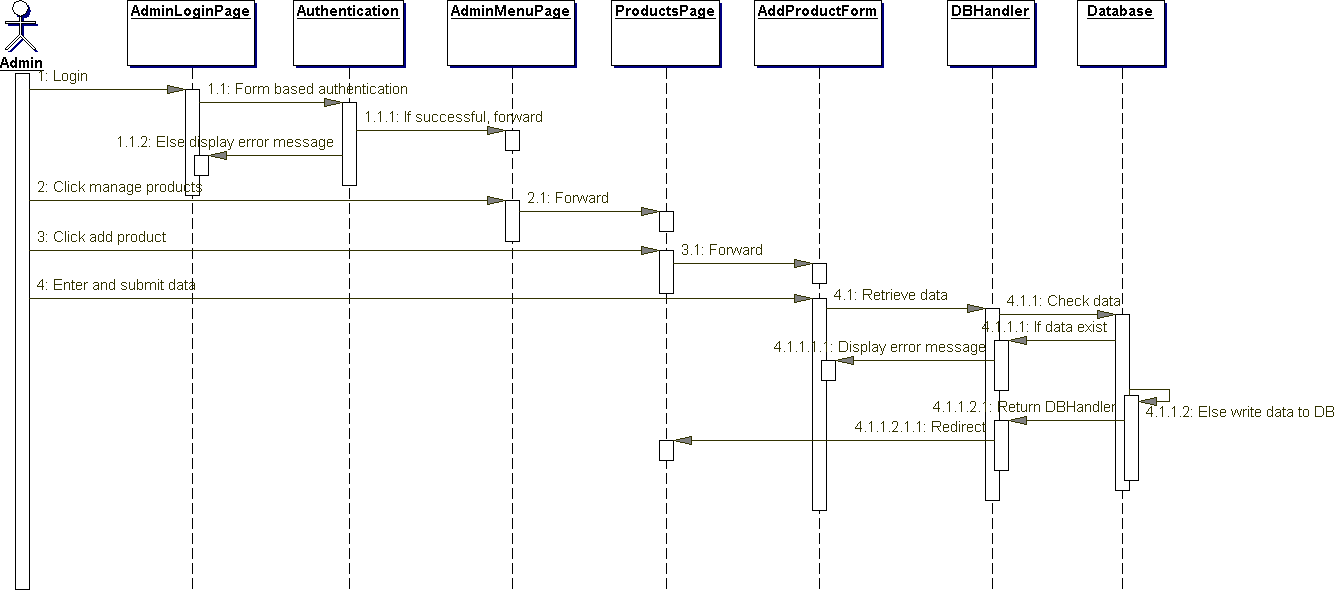 AdminLoginPage
Authentication
AdminMenuPage
ProductsPage
AddProductForm
DBHandler
Database
Admin
1: Login
1.1: Form based authentication
1.1.1: If successful, forward
1.1.2: Else display error message
2: Click manage products
2.1: Forward
3: Click add product
3.1: Forward
4: Enter and submit data
4.1: Retrieve data
4.1.1: Check data
4.1.1.1: If data exist
4.1.1.1.1: Display error message
4.1.1.2: Else write data to DB
4.1.1.2.1: Return DBHandler
4.1.1.2.1.1: Redirect